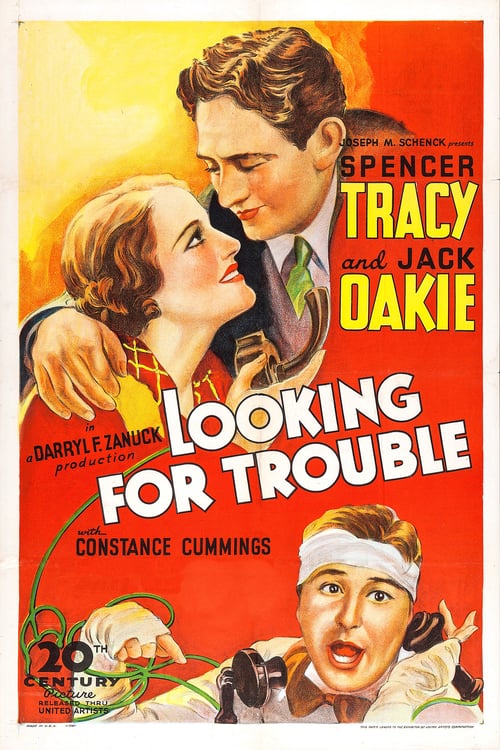 JOSEPH M. SCHENCK presents
SPENCER
TRACY
and JACK
OAKIE
in
a DARRYL F. ZANUCK
production
LOOKING
FOR TROUBLE
with
CONSTANCE CUMMINGS
20TH
CENTURY
Picture
RELEASED THRU
UNITED ARTISTS